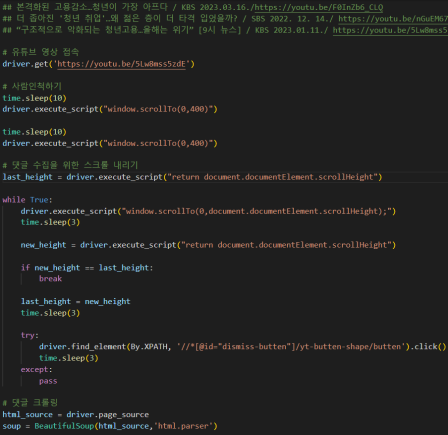 ## 본격화된 고용감소…청년이 가장 아프다 / KBS 2023.03.16./https://youtu.be/F0InZb6_CLQ
## 더 좁아진 '청년 취업'…왜 젊은 층이 더 타격 입었을까? / SBS 2022. 12. 14./ https://youtu.be/nGuEM67
## "구조적으로 악화되는 청년고용…올해는 위기" [9시 뉴스] / KBS 2023.01.11./ https://youtu.be/5Lw8mss5
# 유튜브 영상 접속
driver.get('https://youtu.be/5Lw8mss5zdE')
# 사람인척하기
time.sleep(10)
driver.execute_script("window.scrollTo(0,400)")
time.sleep(10)
driver.execute_script("window.scrollTo(0,400)")
# 댓글 수집을 위한 스크롤 내리기
last_height = driver.execute_script("return document.documentElement.scrollHeight")
while True:
driver.execute_script("window.scrollTo(0,document.documentElement.scrollHeight);")
time.sleep(3)
new_height = driver.execute_script("return document.documentElement.scrollHeight")
if new_height == last_height:
break
last_height = new_height
time.sleep(3)
try:
driver.find_element(By.XPATH, '//*[@id="dismiss-butten"]/yt-butten-shape/butten').click()
time.sleep(3)
except:
pass
# 댓글 크롤링
html_source = driver.page_source
soup = BeautifulSoup(html_source,'html.parser')